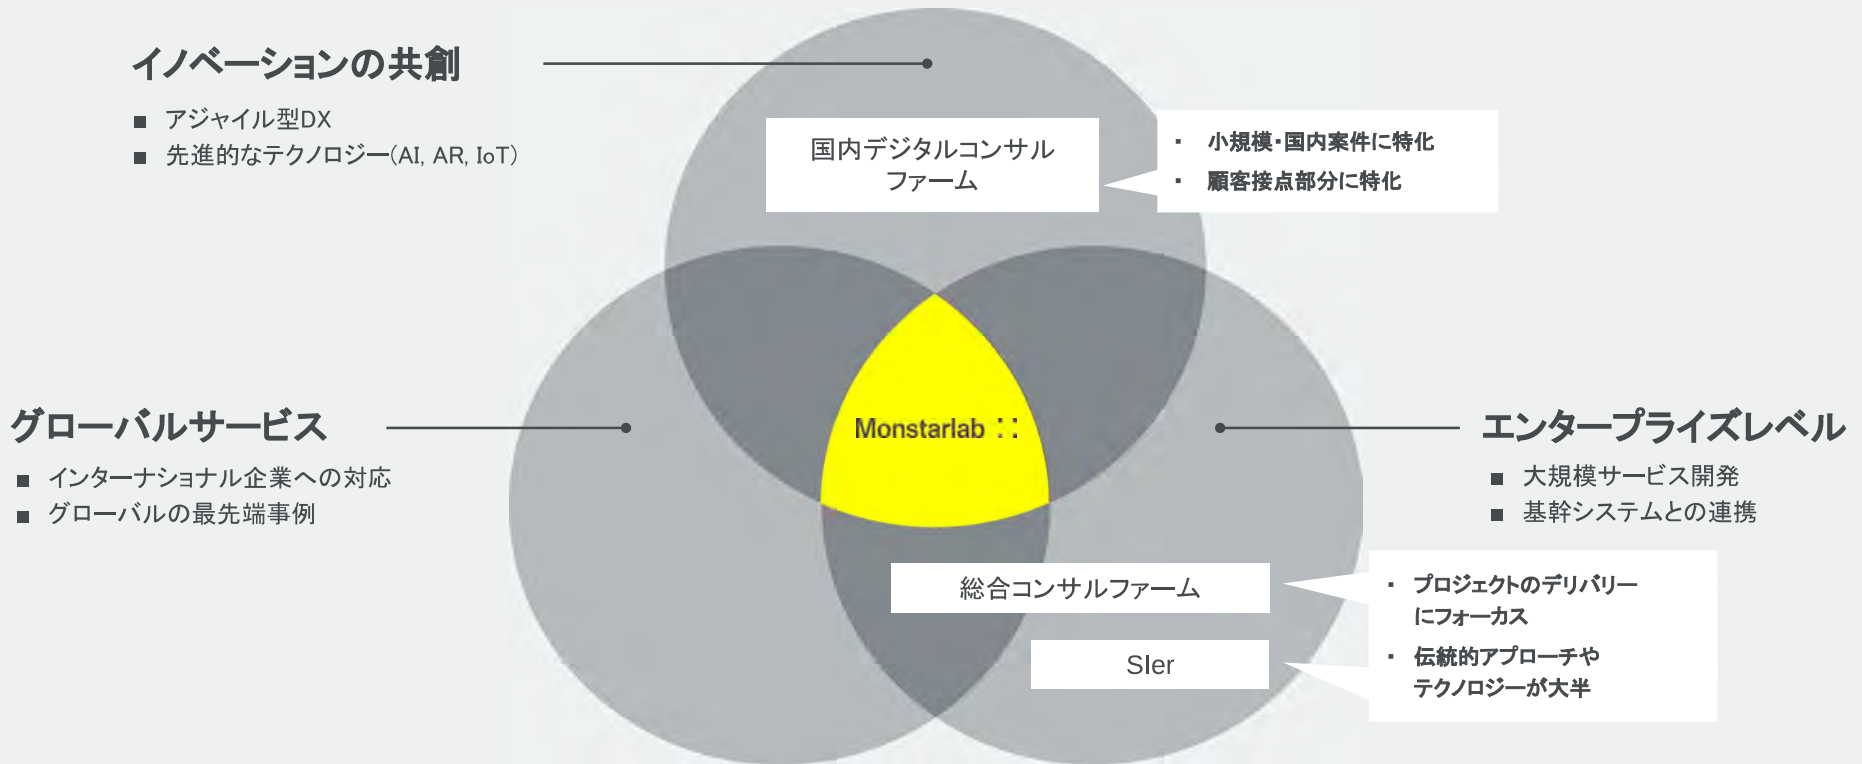 イノベーションの共創
■ アジャイル型DX
■ 先進的なテクノロジー(AI, AR, IoT)
国内デジタルコンサル
ファーム
▪ 小規模・国内案件に特化
▪ 顧客接点部分に特化
グローバルサービス
■ インターナショナル企業への対応
■ グローバルの最先端事例
Monstarlab
エンタープライズレベル
■ 大規模サービス開発
■ 基幹システムとの連携
総合コンサルファーム
SIer
▪ プロジェクトのデリバリー
にフォーカス
▪ 伝統的アプローチや
テクノロジーが大半